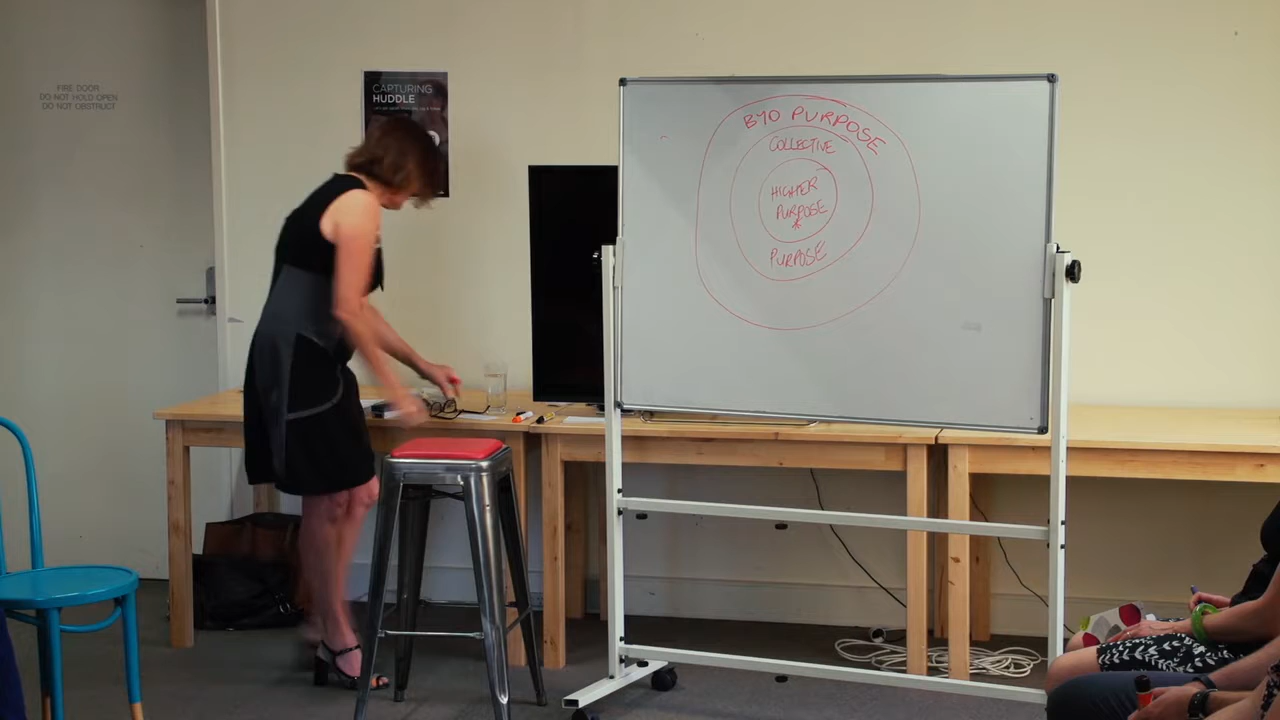 FIRE DOOR
DO NOT HOLD OPEN
DO NOT OBSTRUCT
CAPTURING
HUDDLE
BYO PURPOSE
COLLECTIVE
HIGHER
PURPOSE
*
PURPOSE